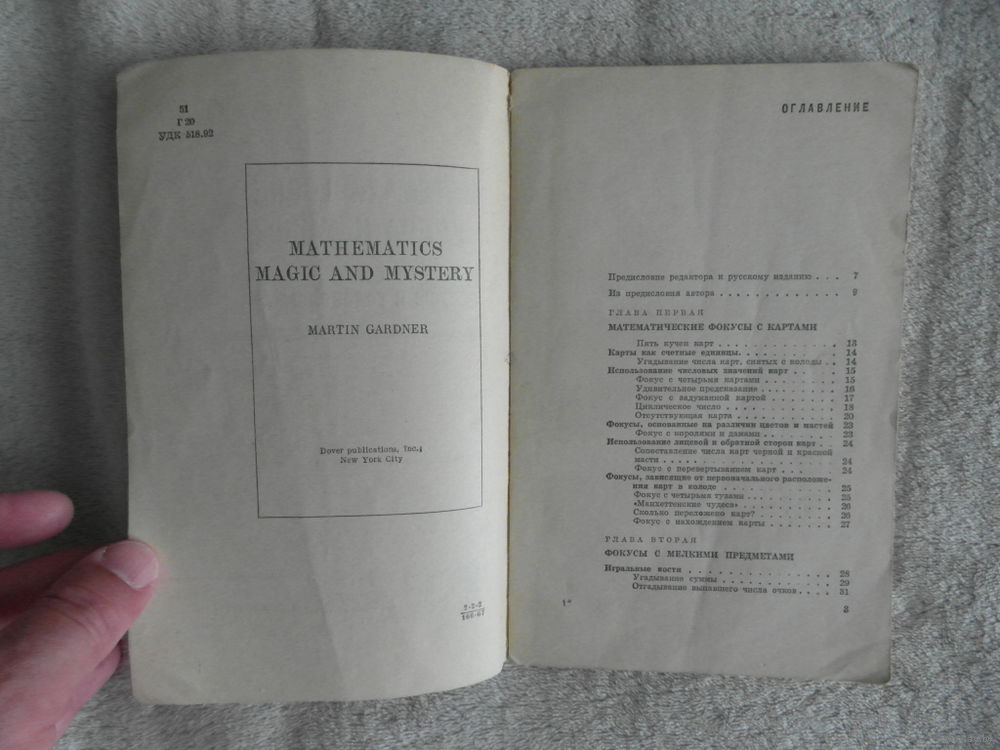 51
Г 20
УДК 518.92
MATHEMATICS
MAGIC AND MYSTERY
MARTIN GARDNER
Dover publications, Inc.;
New York City
2-2-2
166-67
ОГЛАВЛЕНИЕ
Предисловие редактора к русскому изданию . . . 7
Из предисловия автора . . . . . . . . . . . . . 9
ГЛАВА ПЕРВАЯ
МАТЕМАТИЧЕСКИЕ ФОКУСЫ С КАРТАМИ
Пять кучек карт . . . . . . . . . . . . 13
Карты как счетные единицы. . . . . . . . . . . 14
Угадывание числа карт, снятых с колоды . . 14
Использование числовых значений карт . . . . . 15
Фокус с четырьмя картами . . . . . . . 15
Удивительное предсказание . . . . . . . . 16
Фокус с задуманной картой . . . . . . . 17
Циклическое число . . . . . . . . . . . 18
Отсутствующая карта . . . . . . . . . . 20
Фокусы, основанные на различии цветов и мастей 23
Фокус с королями и дамами . . . . . . . 23
Использование лицевой и обратной сторон карт . . 24
Сопоставление числа карт черной и красной
масти . . . . . . . . . . . . . . . . . 24
Фокус с перевертыванием карт . . . . . 24
Фокусы, зависящие от первоначального расположе-
ния карт в колоде . . . . . . . . . . . . 25
Фокус с четырьмя тузами . . . . . . . . 25
«Манхеттенские чудеса» . . . . . . . . . 26
Сколько переложено карт? . . . . . . . 26
Фокус с нахождением карты . . . . . . 27
ГЛАВА ВТОРАЯ
ФОКУСЫ С МЕЛКИМИ ПРЕДМЕТАМИ
Игральные кости . . . . . . . . . . . . . . . 28
Угадывание суммы . . . . . . . . . . . 29
Отгадывание выпавшего числа очков . . . . 31
1*
3